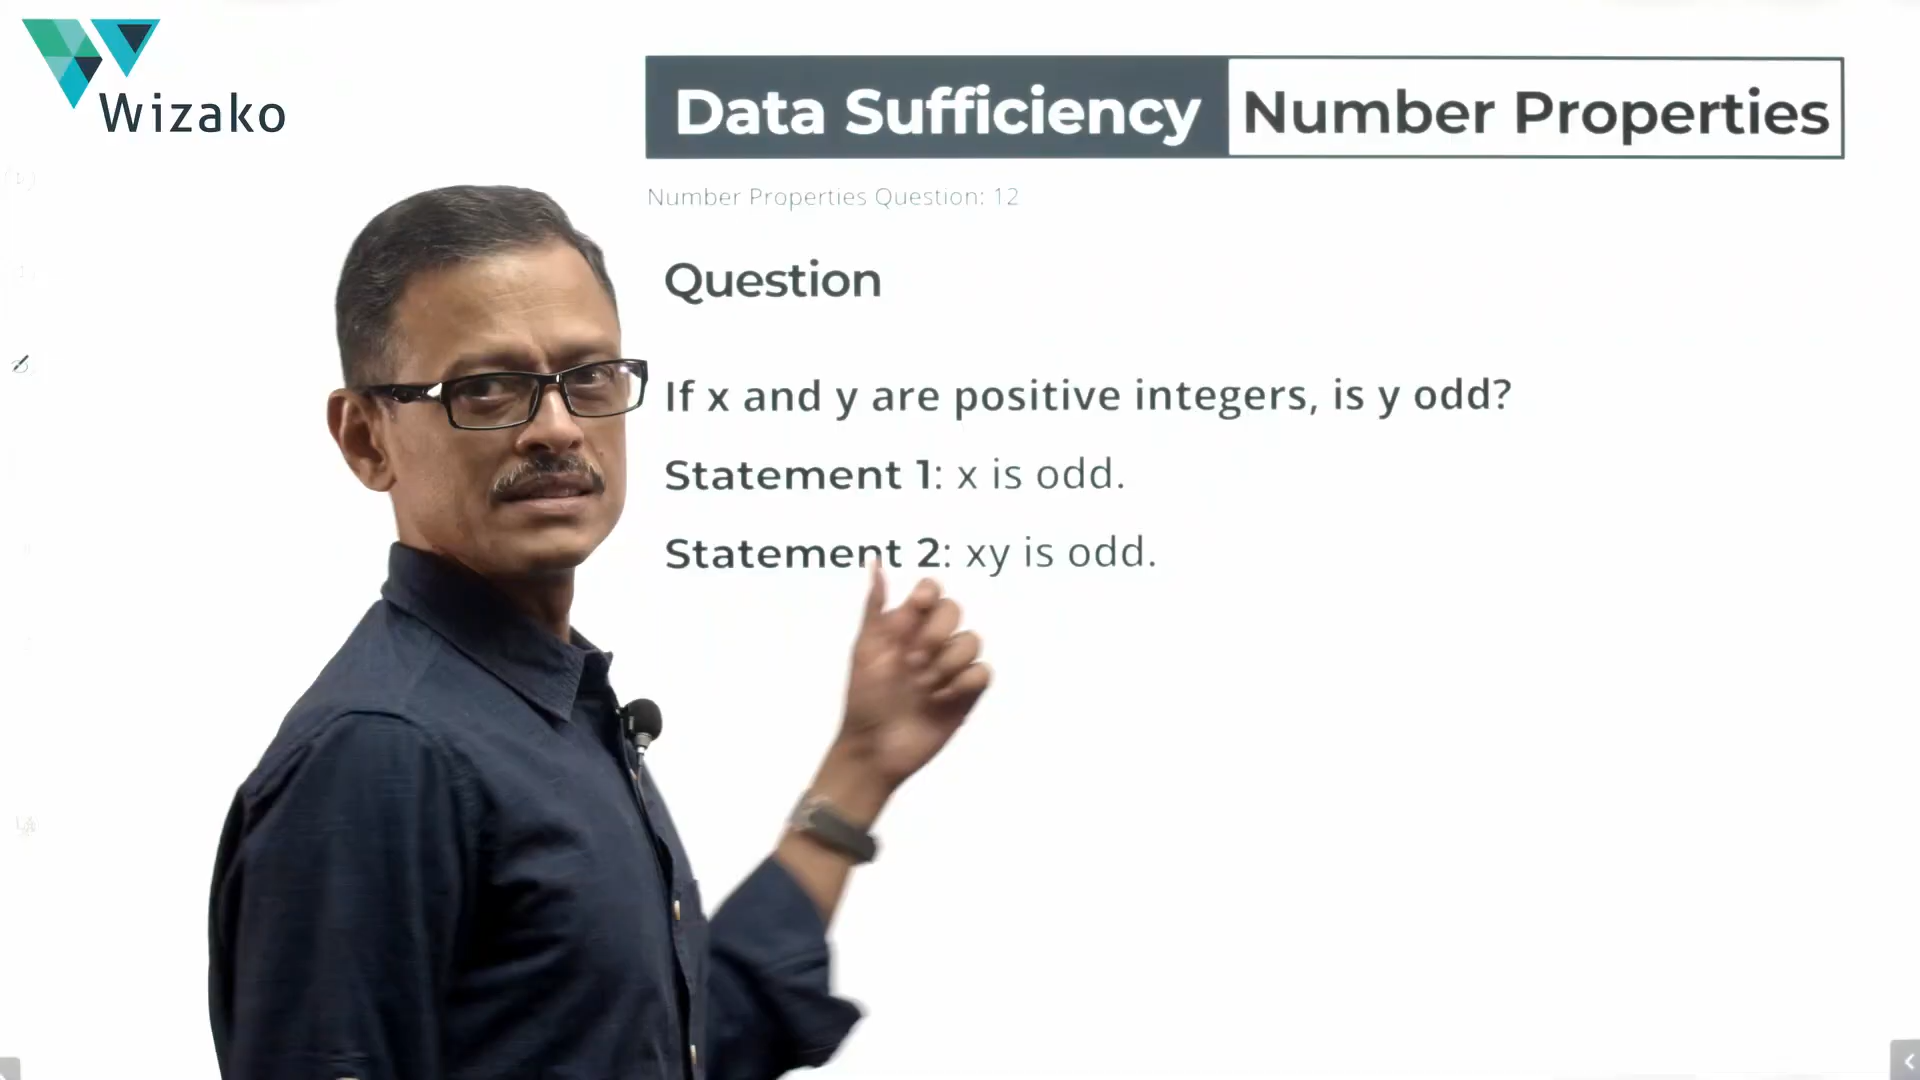 Wizako
Data Sufficiency Number Properties
Number Properties Question: 12
Question
If x and y are positive integers, is y odd?
Statement 1: x is odd.
Statement 2: xy is odd.